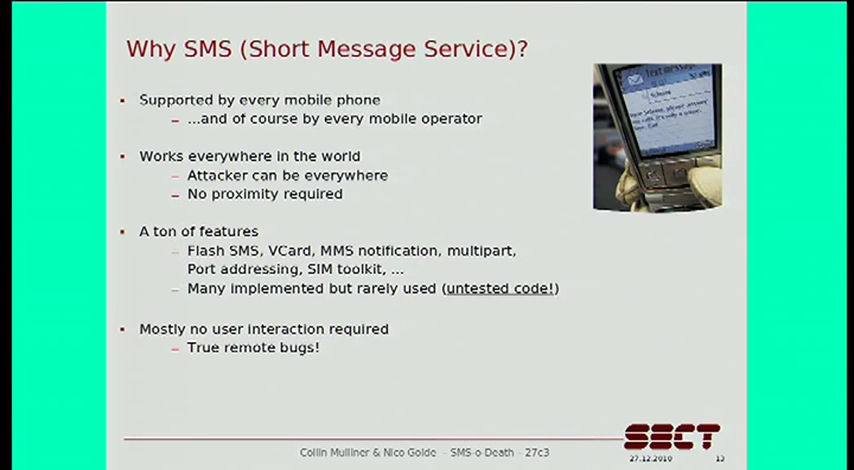 Why SMS (Short Message Service)?
Supported by every mobile phone
...and of course by every mobile operator
Works everywhere in the world
Attacker can be everywhere
No proximity required
A ton of features
Flash SMS, VCard, MMS notification, multipart,
Port addressing, SIM toolkit, ...
Many implemented but rarely used (untested code!)
Mostly no user interaction required
True remote bugs!
Text message
SECT
Collin Mulliner & Nico Golde - SMS-o-Death - 27c3
27.12.2010
13